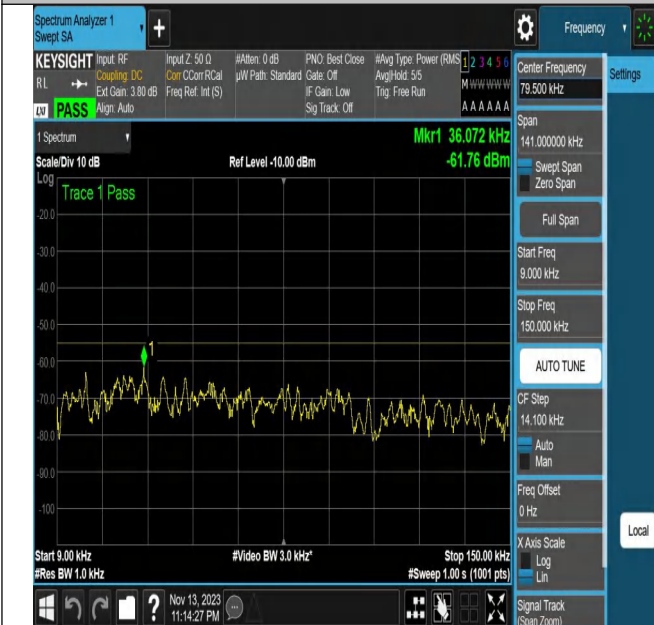 Spectrum Analyzer 1
Swept SA
Frequency
KEYSIGHT
Input: RF
Input Z: 50 Ω
#Atten: 0 dB
PNO: Best Close
#Avg Type: Power (RMS
1 2 3 4 5 6
RL
Coupling: DC
Corr CCorr RCal
µW Path: Standard
Gate: Off
Avg|Hold: 5/5
M W W W W W
Ext Gain: 3.80 dB
Freq Ref: Int (S)
IF Gain: Low
Trig: Free Run
LXI
PASS
Align: Auto
Sig Track: Off
A A A A A A
1 Spectrum
Mkr1 36.072 kHz
Scale/Div 10 dB
Ref Level -10.00 dBm
-61.76 dBm
Log
Trace 1 Pass
-20.0
-30.0
-40.0
-50.0
-60.0
-70.0
-80.0
-90.0
-100
1
Start 9.00 kHz
#Video BW 3.0 kHz*
Stop 150.00 kHz
#Res BW 1.0 kHz
#Sweep 1.00 s (1001 pts)
?
Nov 13, 2023
11:14:27 PM
Center Frequency
79.500 kHz
Settings
Span
141.000000 kHz
Swept Span
Zero Span
Full Span
Start Freq
9.000 kHz
Stop Freq
150.000 kHz
AUTO TUNE
CF Step
14.100 kHz
Auto
Man
Freq Offset
0 Hz
X Axis Scale
Log
Lin
Local
Signal Track
(Span Zoom)